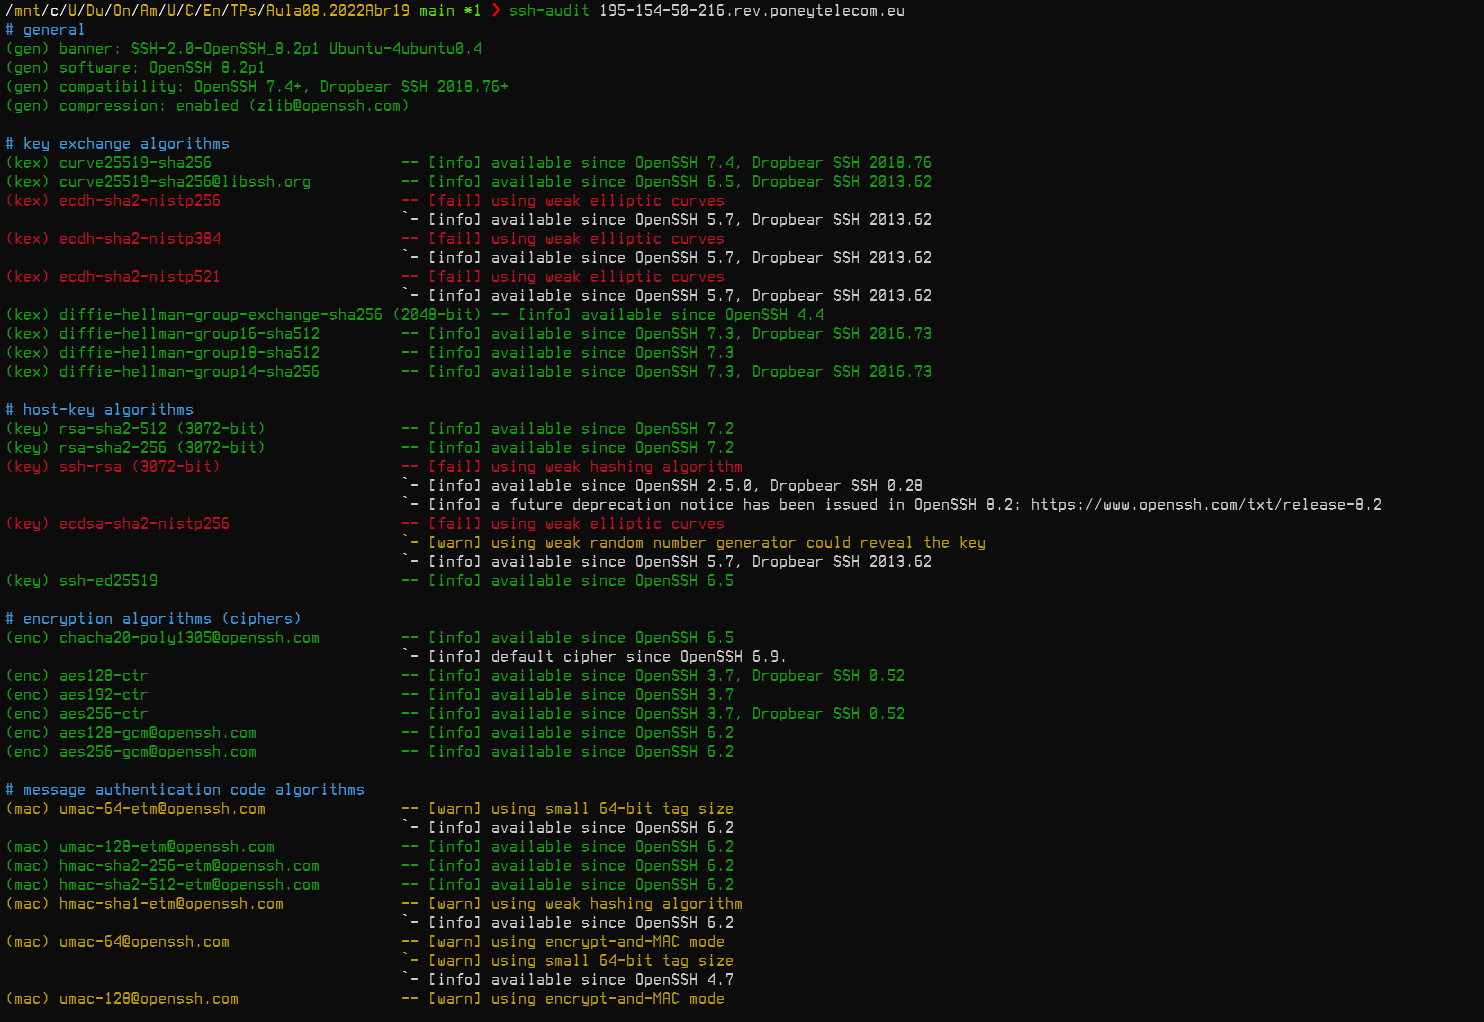 /mnt/c/U/Du/On/Am/U/C/En/TPs/Aula08.2022Abr19 main *1 ❯ ssh-audit 195-154-50-216.rev.poneytelecom.eu
# general
(gen) banner: SSH-2.0-OpenSSH_8.2p1 Ubuntu-4ubuntu0.4
(gen) software: OpenSSH 8.2p1
(gen) compatibility: OpenSSH 7.4+, Dropbear SSH 2018.76+
(gen) compression: enabled (zlib@openssh.com)
# key exchange algorithms
(kex) curve25519-sha256 -- [info] available since OpenSSH 7.4, Dropbear SSH 2018.76
(kex) curve25519-sha256@libssh.org -- [info] available since OpenSSH 6.5, Dropbear SSH 2013.62
(kex) ecdh-sha2-nistp256 -- [fail] using weak elliptic curves
`- [info] available since OpenSSH 5.7, Dropbear SSH 2013.62
(kex) ecdh-sha2-nistp384 -- [fail] using weak elliptic curves
`- [info] available since OpenSSH 5.7, Dropbear SSH 2013.62
(kex) ecdh-sha2-nistp521 -- [fail] using weak elliptic curves
`- [info] available since OpenSSH 5.7, Dropbear SSH 2013.62
(kex) diffie-hellman-group-exchange-sha256 (2048-bit) -- [info] available since OpenSSH 4.4
(kex) diffie-hellman-group16-sha512 -- [info] available since OpenSSH 7.3, Dropbear SSH 2016.73
(kex) diffie-hellman-group18-sha512 -- [info] available since OpenSSH 7.3
(kex) diffie-hellman-group14-sha256 -- [info] available since OpenSSH 7.3, Dropbear SSH 2016.73
# host-key algorithms
(key) rsa-sha2-512 (3072-bit) -- [info] available since OpenSSH 7.2
(key) rsa-sha2-256 (3072-bit) -- [info] available since OpenSSH 7.2
(key) ssh-rsa (3072-bit) -- [fail] using weak hashing algorithm
`- [info] available since OpenSSH 2.5.0, Dropbear SSH 0.28
`- [info] a future deprecation notice has been issued in OpenSSH 8.2: https://www.openssh.com/txt/release-8.2
(key) ecdsa-sha2-nistp256 -- [fail] using weak elliptic curves
`- [warn] using weak random number generator could reveal the key
`- [info] available since OpenSSH 5.7, Dropbear SSH 2013.62
(key) ssh-ed25519 -- [info] available since OpenSSH 6.5
# encryption algorithms (ciphers)
(enc) chacha20-poly1305@openssh.com -- [info] available since OpenSSH 6.5
`- [info] default cipher since OpenSSH 6.9.
(enc) aes128-ctr -- [info] available since OpenSSH 3.7, Dropbear SSH 0.52
(enc) aes192-ctr -- [info] available since OpenSSH 3.7
(enc) aes256-ctr -- [info] available since OpenSSH 3.7, Dropbear SSH 0.52
(enc) aes128-gcm@openssh.com -- [info] available since OpenSSH 6.2
(enc) aes256-gcm@openssh.com -- [info] available since OpenSSH 6.2
# message authentication code algorithms
(mac) umac-64-etm@openssh.com -- [warn] using small 64-bit tag size
`- [info] available since OpenSSH 6.2
(mac) umac-128-etm@openssh.com -- [info] available since OpenSSH 6.2
(mac) hmac-sha2-256-etm@openssh.com -- [info] available since OpenSSH 6.2
(mac) hmac-sha2-512-etm@openssh.com -- [info] available since OpenSSH 6.2
(mac) hmac-sha1-etm@openssh.com -- [warn] using weak hashing algorithm
`- [info] available since OpenSSH 6.2
(mac) umac-64@openssh.com -- [warn] using encrypt-and-MAC mode
`- [warn] using small 64-bit tag size
`- [info] available since OpenSSH 4.7
(mac) umac-128@openssh.com -- [warn] using encrypt-and-MAC mode